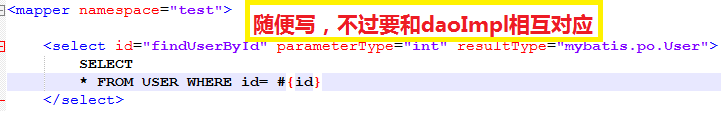 <mapper namespace="test">
随便写，不过要和daoImpl相互对应
<select id="findUserById" parameterType="int" resultType="mybatis.po.User">
SELECT
* FROM USER WHERE id= #{id}
</select>